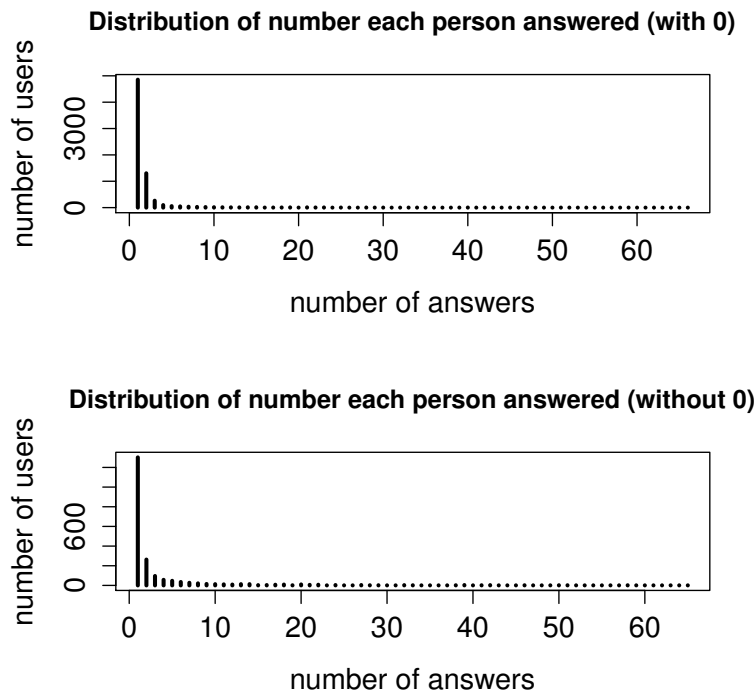 Distribution of number each person answered (with 0)
number of users
3000
0
0 10 20 30 40 50 60
number of answers
Distribution of number each person answered (without 0)
number of users
600
0
0 10 20 30 40 50 60
number of answers